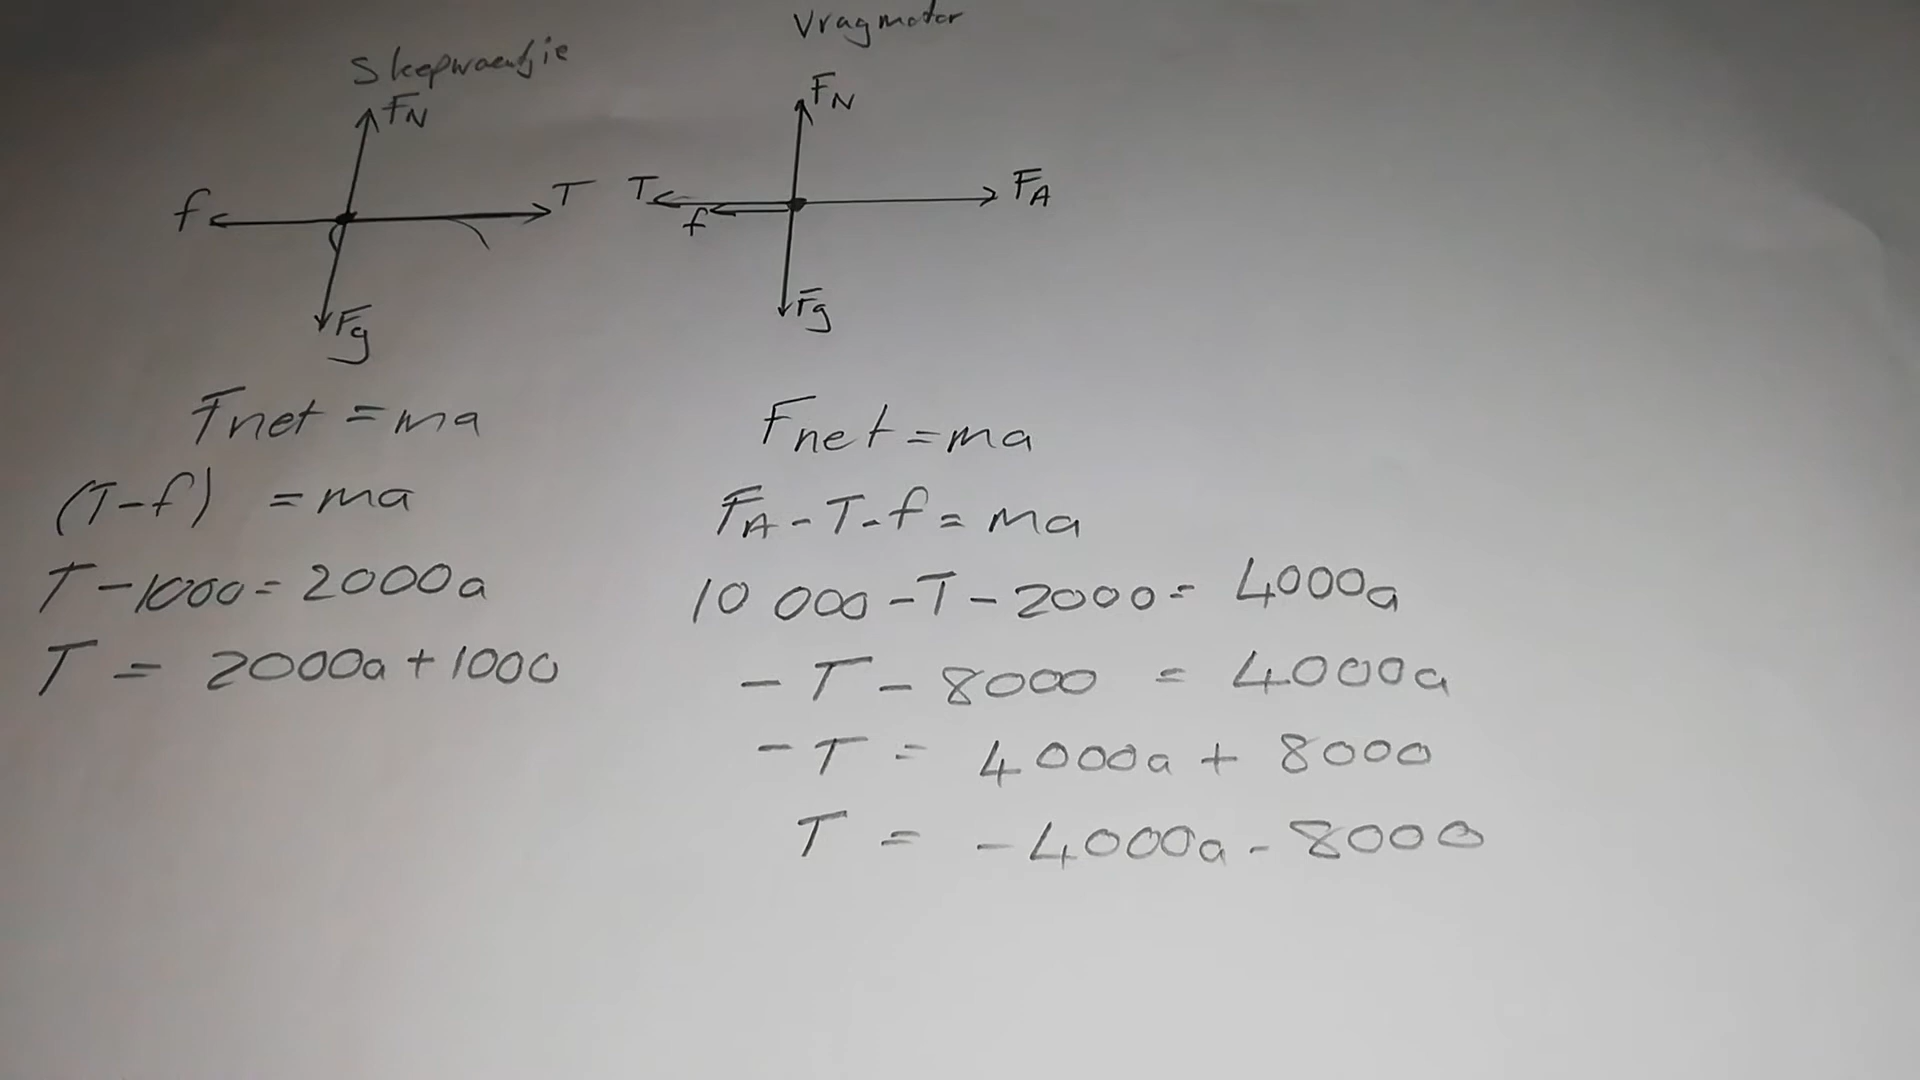 Skepwaentjie
FN
f
T
Fg
Vragmotor
FN
T
f
FA
Fg
Fnet = ma
(T-f) = ma
T - 1000 = 2000a
T = 2000a + 1000
Fnet = ma
FA - T - f = ma
10 000 - T - 2000 = 4000a
- T - 8000 = 4000a
- T = 4000a + 8000
T = - 4000a - 8000